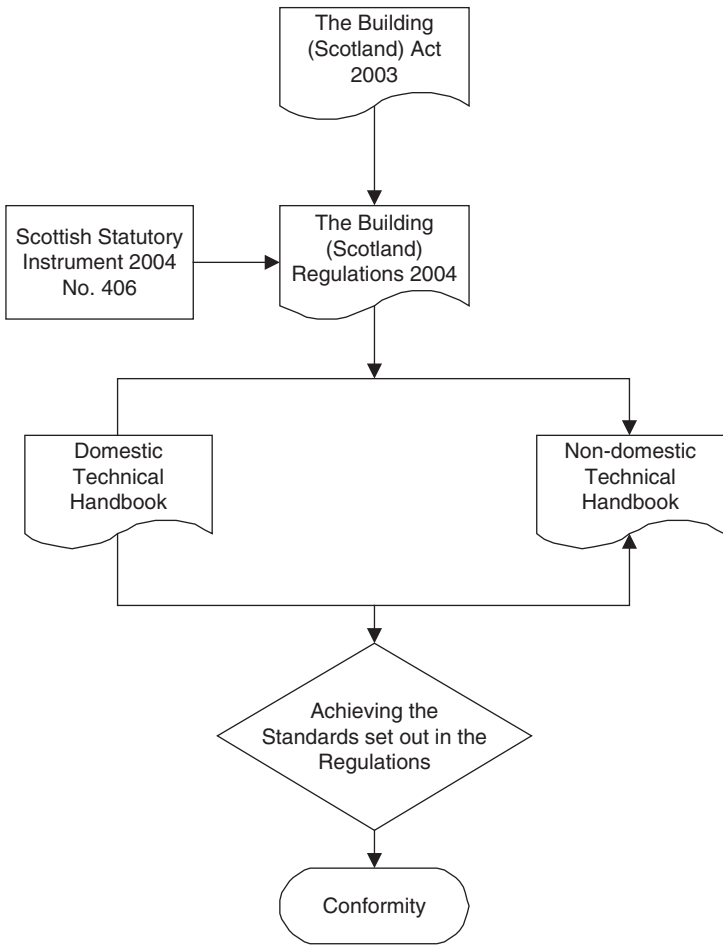 The Building
(Scotland) Act
2003
Scottish Statutory
Instrument 2004
No. 406
The Building
(Scotland)
Regulations 2004
Domestic
Technical
Handbook
Non-domestic
Technical
Handbook
Achieving the
Standards set out in the
Regulations
Conformity